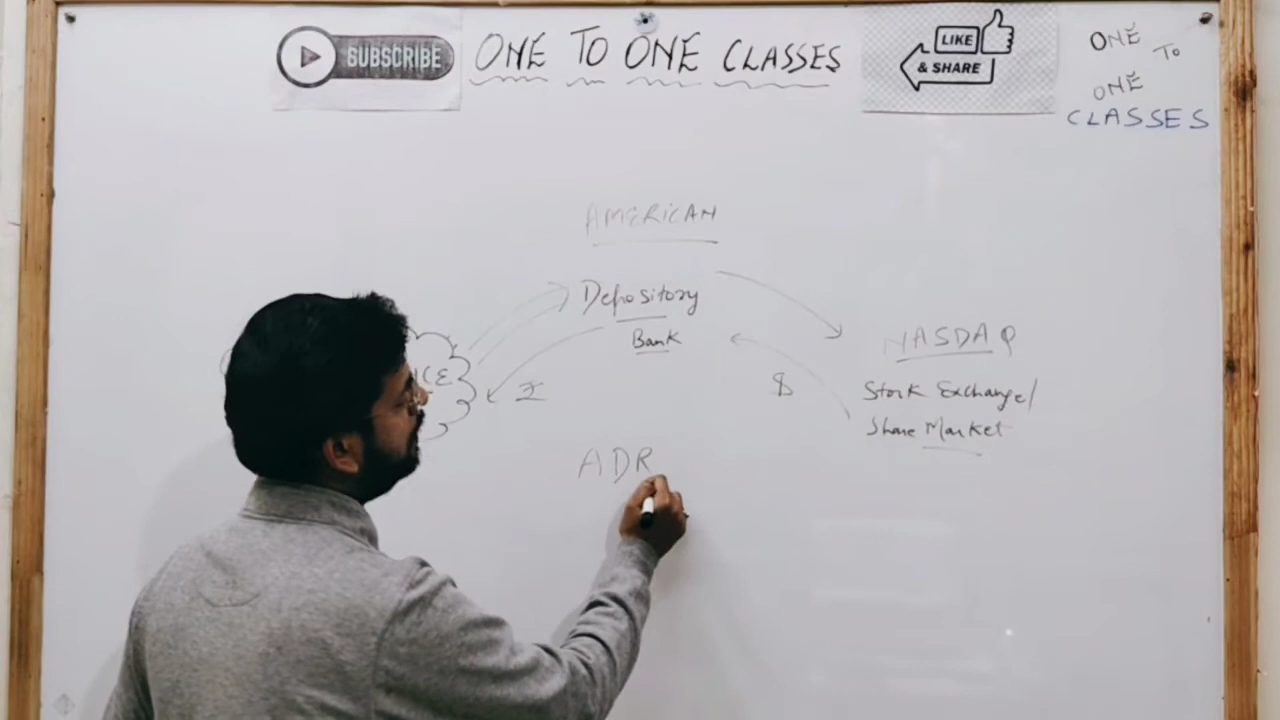 SUBSCRIBE
ONE TO ONE CLASSES
LIKE
& SHARE
ONE TO
ONE
CLASSES
AMERICAN
Depository
Bank
NASDAQ
Stock Exchange/
Share Market
₹
$
ADR